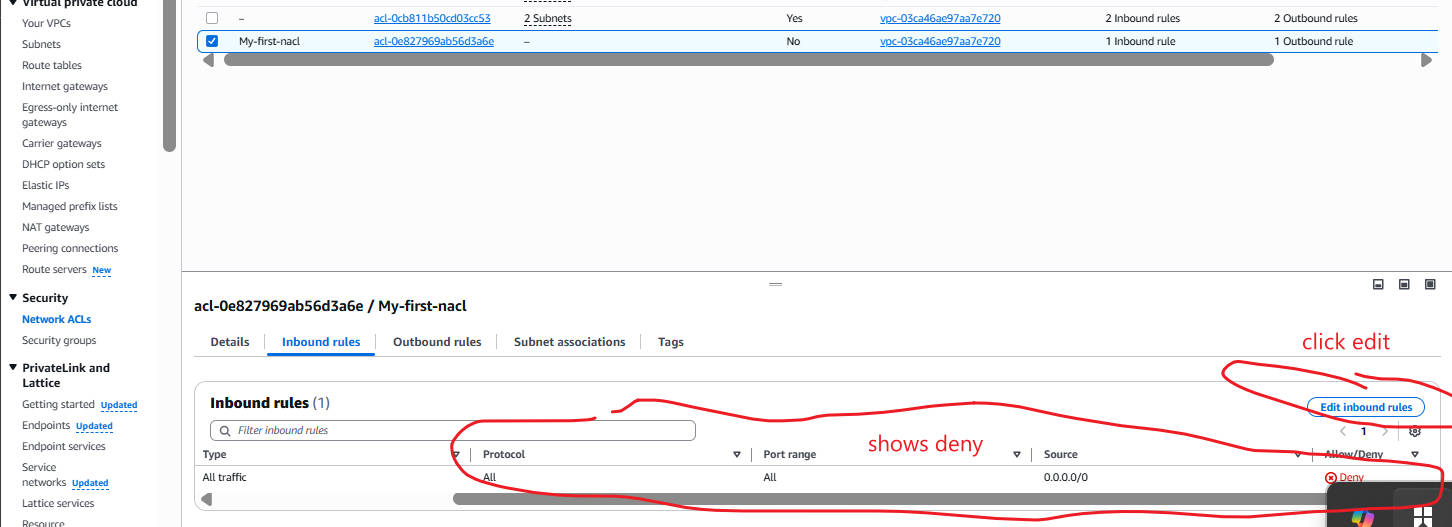 Virtual private cloud
Your VPCs
Subnets
Route tables
Internet gateways
Egress-only internet
gateways
Carrier gateways
DHCP option sets
Elastic IPs
Managed prefix lists
NAT gateways
Peering connections
Route servers New
Security
Network ACLs
Security groups
PrivateLink and
Lattice
Getting started Updated
Endpoints Updated
Endpoint services
Service
networks Updated
Lattice services
Resource
– acl-0cb811b50cd03cc53 2 Subnets Yes vpc-03ca46ae97aa7e720 2 Inbound rules 2 Outbound rules
My-first-nacl acl-0e827969ab56d3a6e – No vpc-03ca46ae97aa7e720 1 Inbound rule 1 Outbound rule
acl-0e827969ab56d3a6e / My-first-nacl
Details Inbound rules Outbound rules Subnet associations Tags
click edit
Inbound rules (1)
Edit inbound rules
Filter inbound rules
1
shows deny
Type Protocol Port range Source Allow/Deny
All traffic All All 0.0.0.0/0 Deny